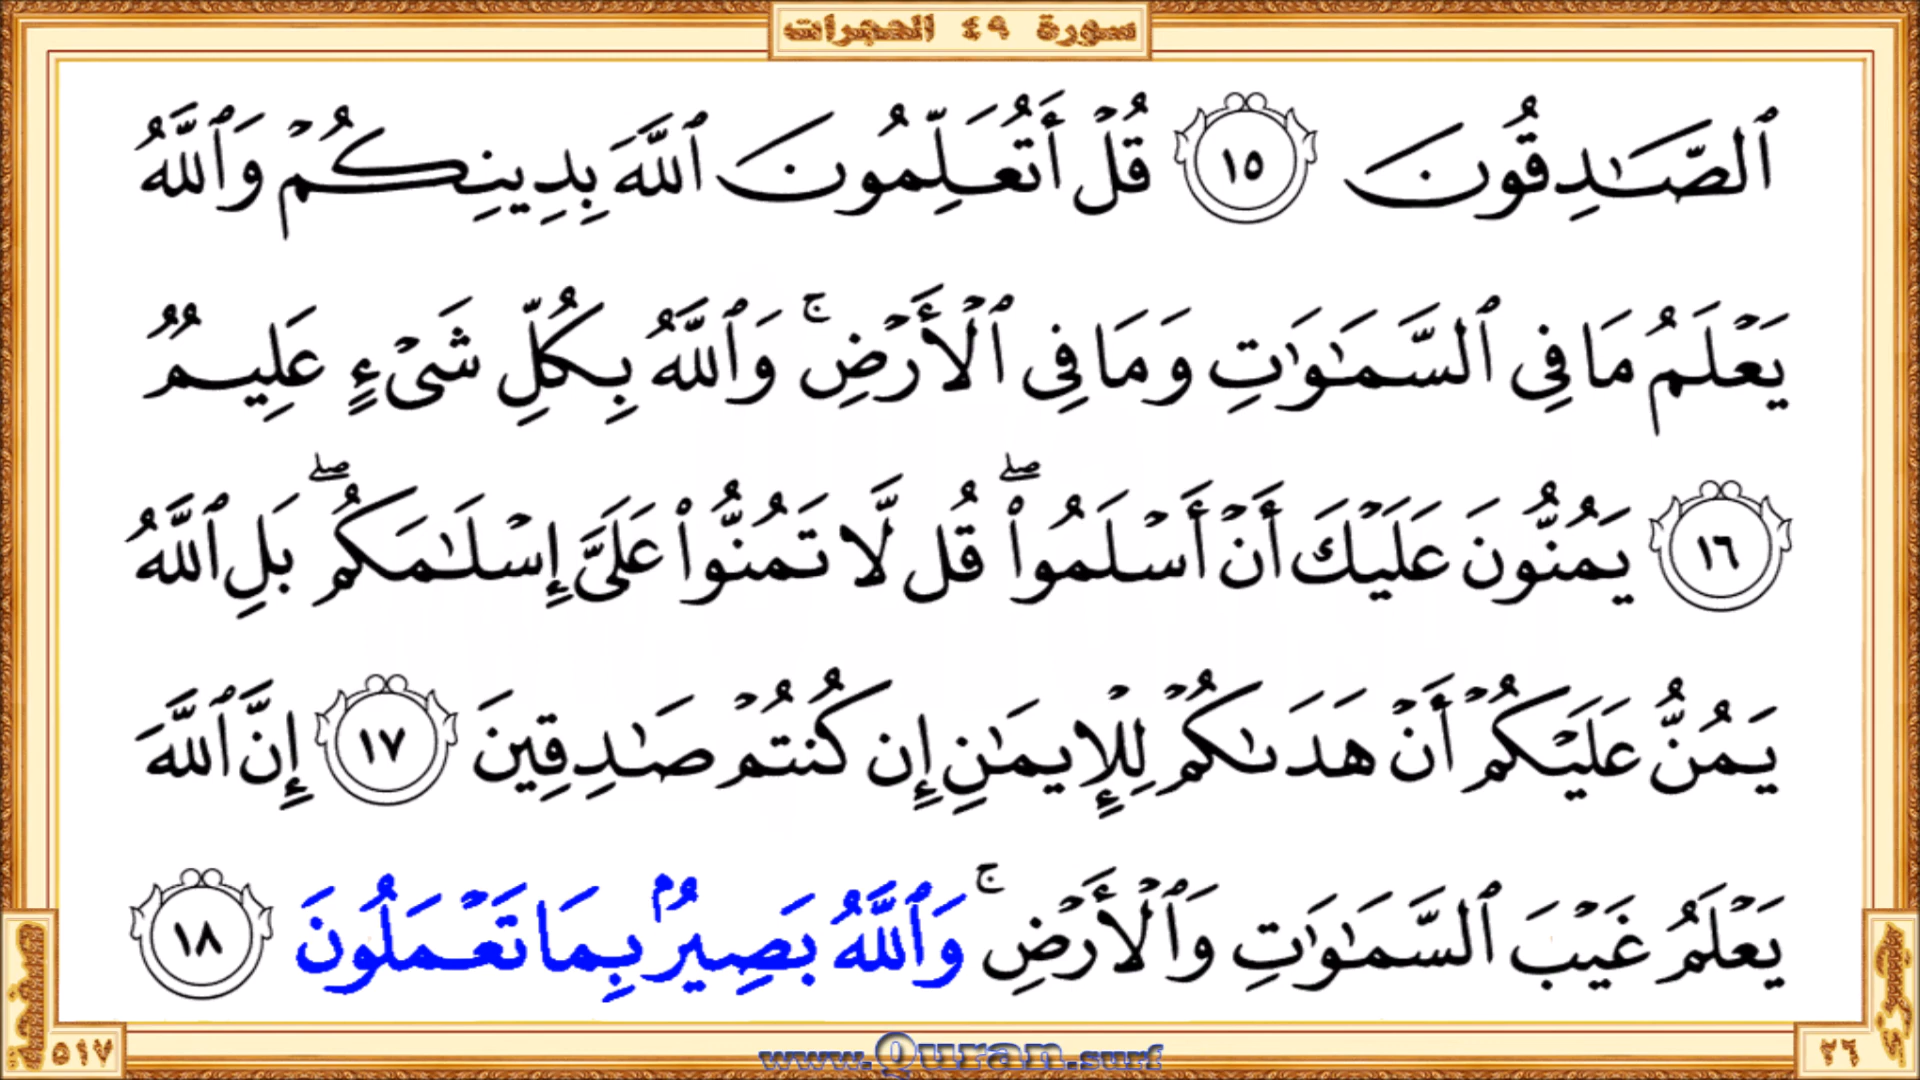 سورة ٤٩ الحجرات
ٱلصَّـٰدِقُونَ ١٥ قُلۡ أَتُعَلِّمُونَ ٱللَّهَ بِدِينِكُمۡ وَٱللَّهُ
يَعۡلَمُ مَا فِى ٱلسَّمَـٰوَٰتِ وَمَا فِى ٱلۡأَرۡضِۚ وَٱللَّهُ بِكُلِّ شَىۡءٍ عَلِيمٌ
١٦ يَمُنُّونَ عَلَيۡكَ أَنۡ أَسۡلَمُوا۟ۖ قُل لَّا تَمُنُّوا۟ عَلَىَّ إِسۡلَـٰمَكُمۖ بَلِ ٱللَّهُ
يَمُنُّ عَلَيۡكُمۡ أَنۡ هَدَىٰكُمۡ لِلۡإِيمَـٰنِ إِن كُنتُمۡ صَـٰدِقِينَ ١٧ إِنَّ ٱللَّهَ
يَعۡلَمُ غَيۡبَ ٱلسَّمَـٰوَٰتِ وَٱلۡأَرۡضِۚ وَٱللَّهُ بَصِيرُۢ بِمَا تَعۡمَلُونَ ١٨
صفحة ٥١٧
٢٦
www.Quran.surf